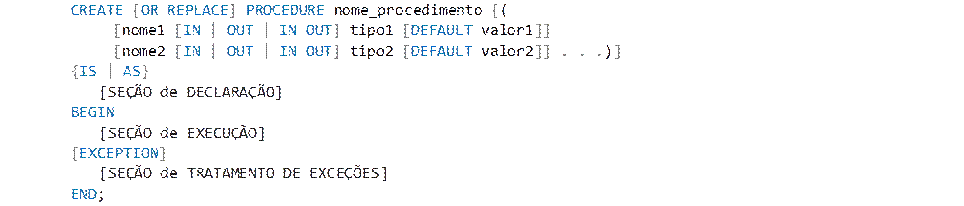 CREATE [OR REPLACE] PROCEDURE nome_procedimento [(
[nome1 [IN | OUT | IN OUT] tipo1 [DEFAULT valor1]]
[nome2 [IN | OUT | IN OUT] tipo2 [DEFAULT valor2]] . . .)]
{IS | AS}
[SEÇÃO de DECLARAÇÃO]
BEGIN
[SEÇÃO de EXECUÇÃO]
[EXCEPTION]
[SEÇÃO de TRATAMENTO DE EXCEÇÕES]
END;